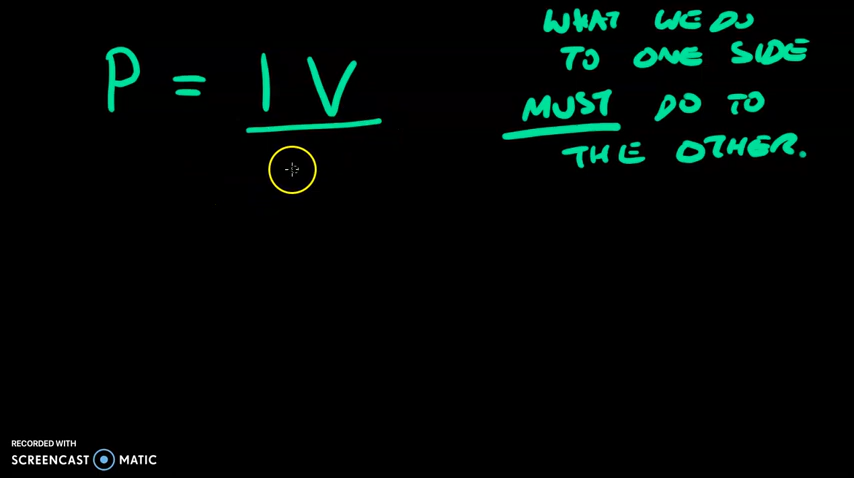 P = I V
WHAT WE DO
TO ONE SIDE
MUST DO TO
THE OTHER.
RECORDED WITH
SCREENCAST MATIC